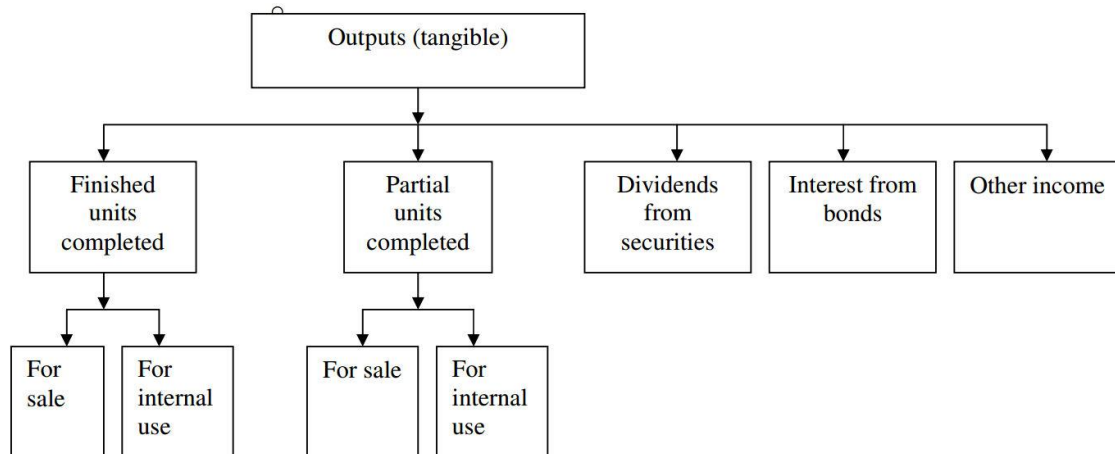 Outputs (tangible)
Finished
units
completed
Partial
units
completed
Dividends
from
securities
Interest from
bonds
Other income
For
sale
For
internal
use
For sale
For
internal
use